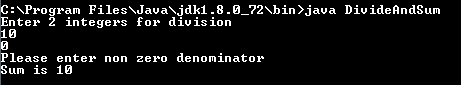 C:\Program Files\Java\jdk1.8.0_72\bin>java DivideAndSum
Enter 2 integers for division
10
0
Please enter non zero denominator
Sum is 10